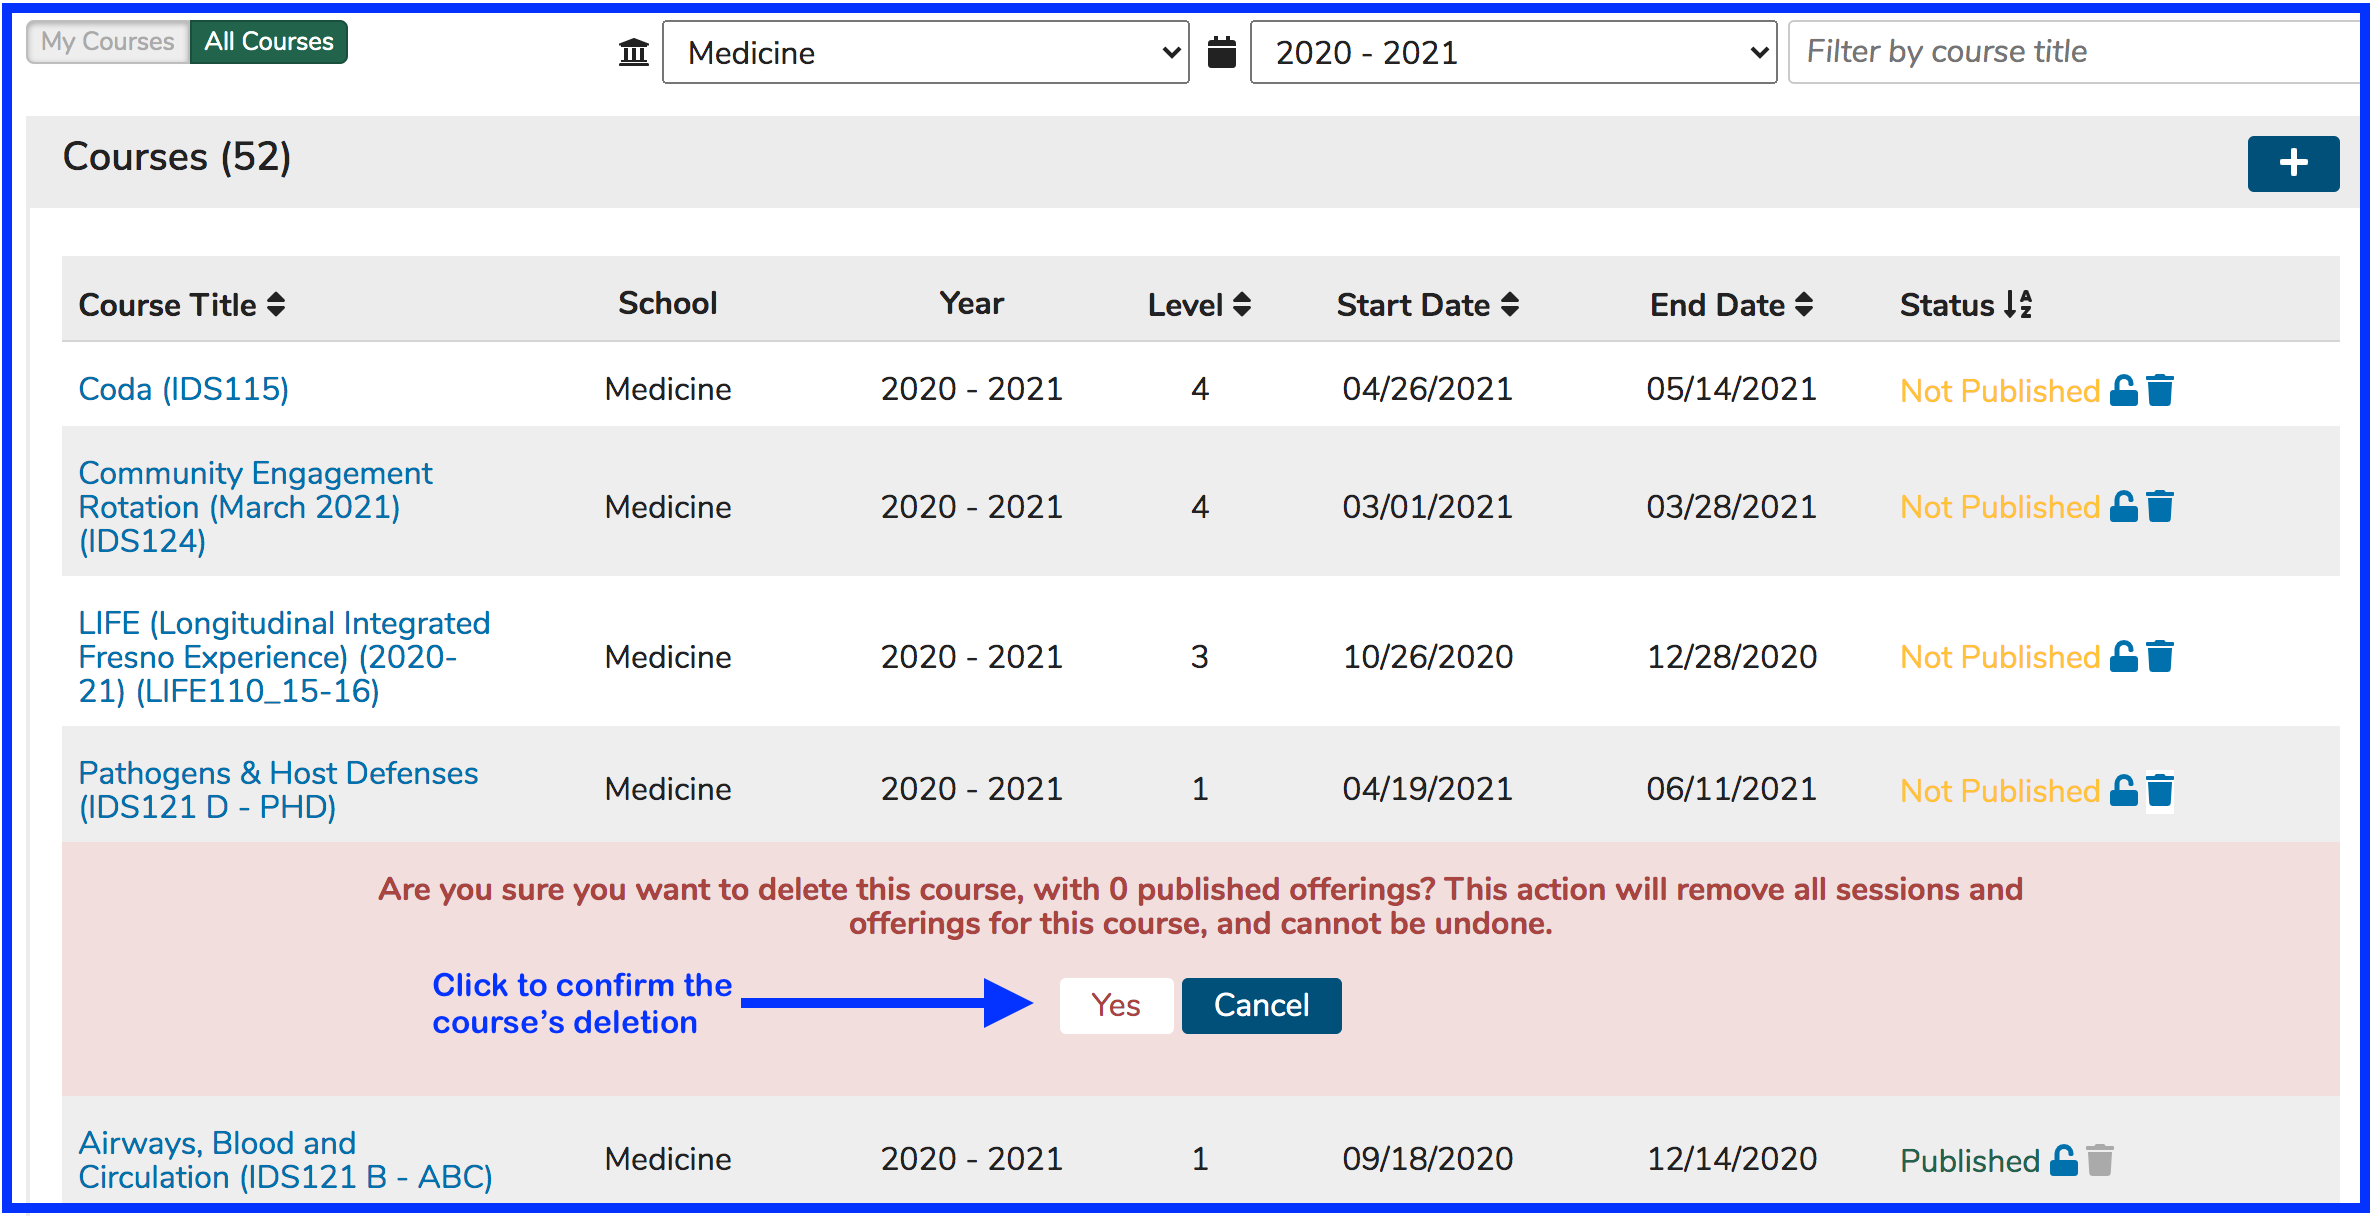 My Courses All Courses Medicine 2020 - 2021 Filter by course title
Courses (52)
Course Title School Year Level Start Date End Date Status
Coda (IDS115) Medicine 2020 - 2021 4 04/26/2021 05/14/2021 Not Published
Community Engagement
Rotation (March 2021) Medicine 2020 - 2021 4 03/01/2021 03/28/2021 Not Published
(IDS124)
LIFE (Longitudinal Integrated
Fresno Experience) (2020- Medicine 2020 - 2021 3 10/26/2020 12/28/2020 Not Published
21) (LIFE110_15-16)
Pathogens & Host Defenses
(IDS121 D - PHD) Medicine 2020 - 2021 1 04/19/2021 06/11/2021 Not Published
Are you sure you want to delete this course, with 0 published offerings? This action will remove all sessions and
offerings for this course, and cannot be undone.
Click to confirm the
course’s deletion
Yes Cancel
Airways, Blood and
Circulation (IDS121 B - ABC) Medicine 2020 - 2021 1 09/18/2020 12/14/2020 Published